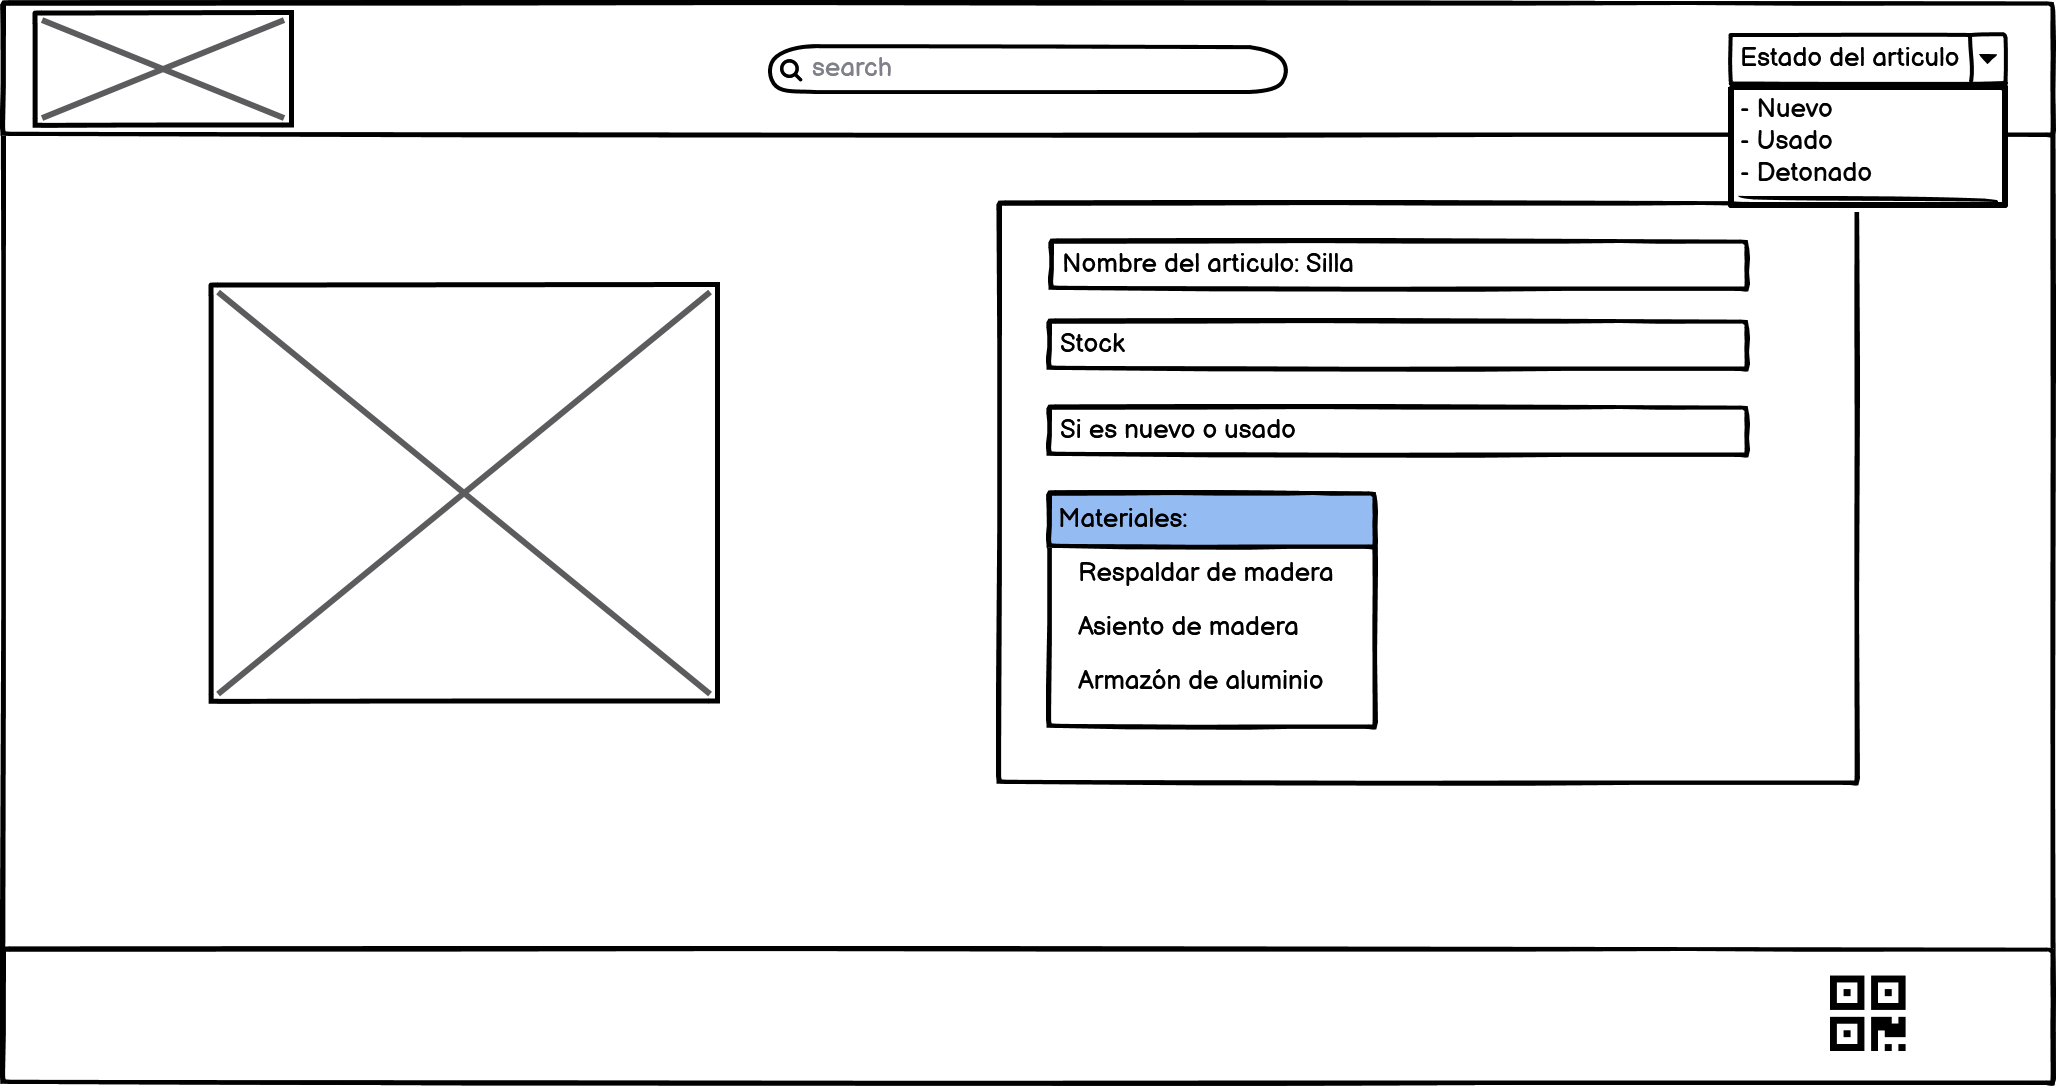 search
Estado del articulo
- Nuevo
- Usado
- Detonado
Nombre del articulo: Silla
Stock
Si es nuevo o usado
Materiales:
Respaldar de madera
Asiento de madera
Armazón de aluminio